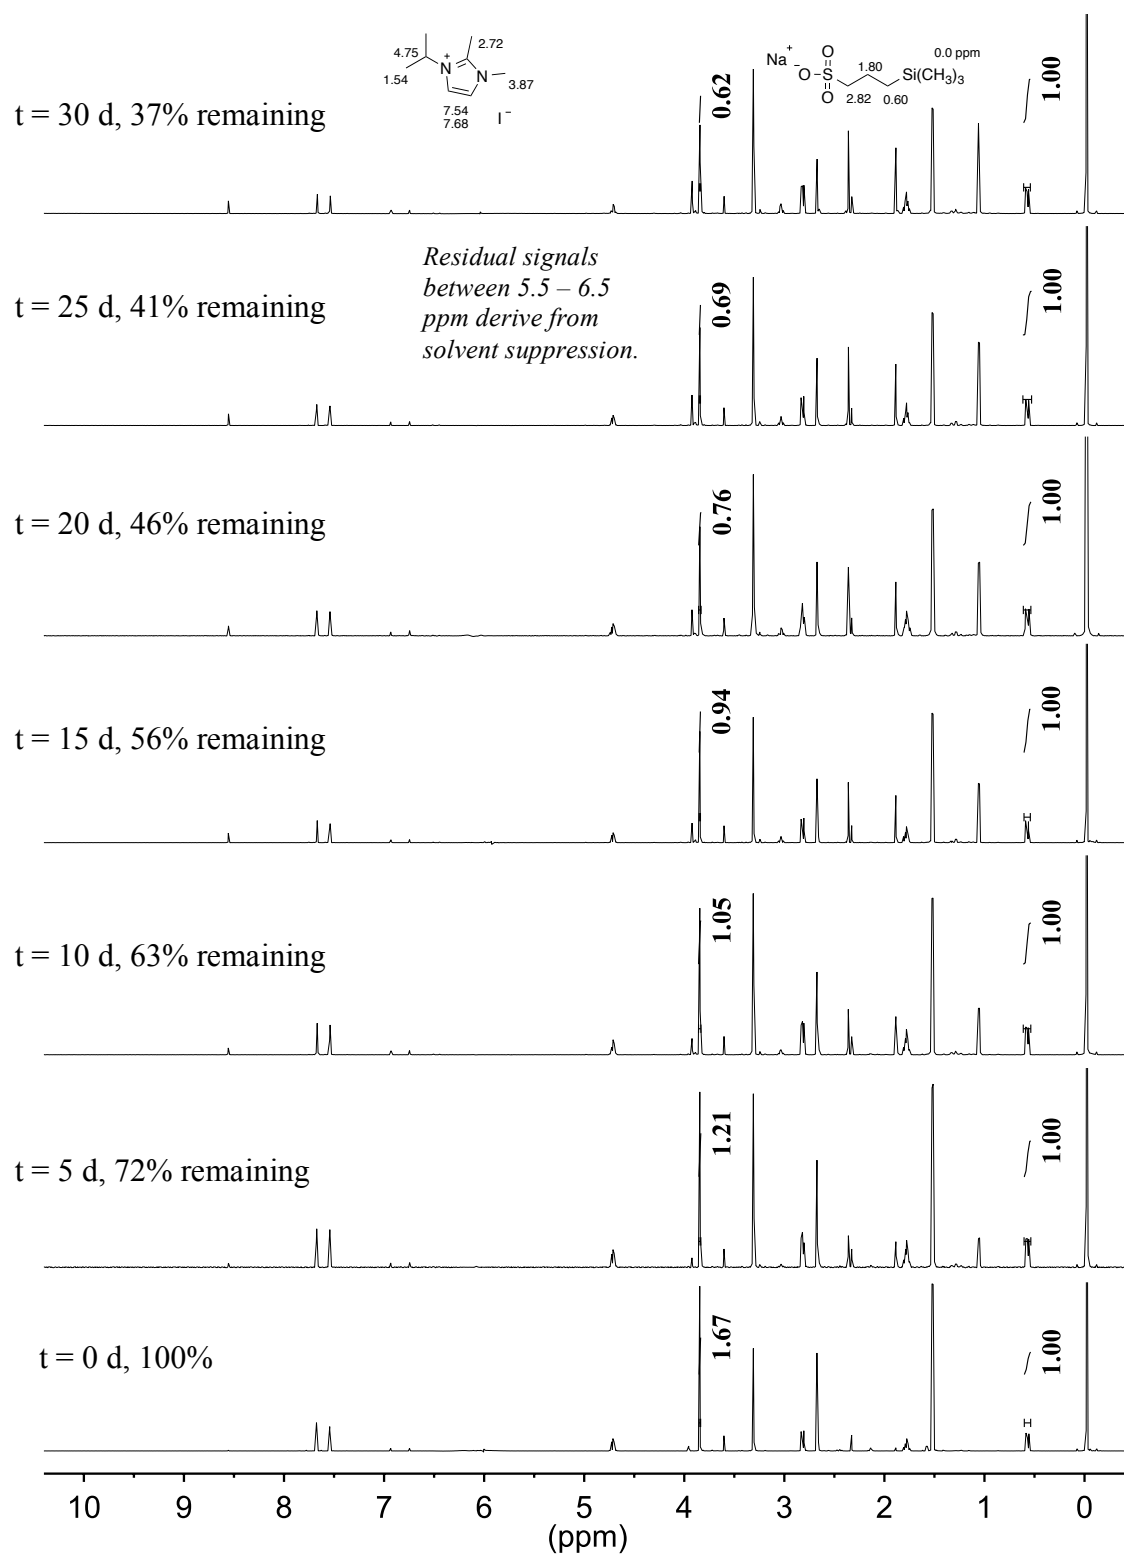 4.75
2.72
1.54
N
+
N
3.87
7.54
7.68
I⁻
Na⁺
⁻O
O
S
O
1.80
0.0 ppm
Si(CH₃)₃
2.82
0.60
t = 30 d, 37% remaining
0.62
1.00
Residual signals
between 5.5 – 6.5
ppm derive from
solvent suppression.
t = 25 d, 41% remaining
0.69
1.00
t = 20 d, 46% remaining
0.76
1.00
t = 15 d, 56% remaining
0.94
1.00
t = 10 d, 63% remaining
1.05
1.00
t = 5 d, 72% remaining
1.21
1.00
t = 0 d, 100%
1.67
1.00
10 9 8 7 6 5 4 3 2 1 0
(ppm)